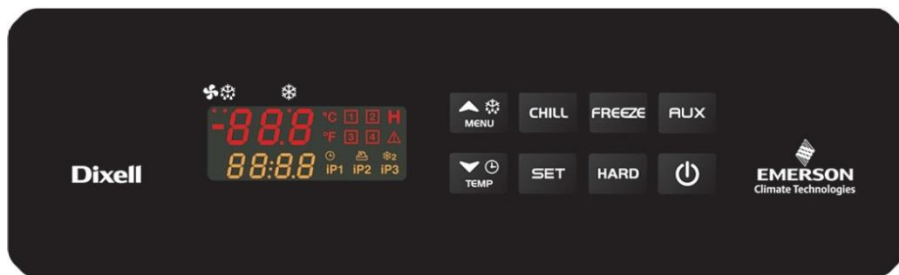 -88.8 °C 1 2 H
°F 3 4
88:8.8 iP1 iP2 iP3
2
MENU
CHILL
FREEZE
AUX
TEMP
SET
HARD
Dixell
EMERSON
Climate Technologies